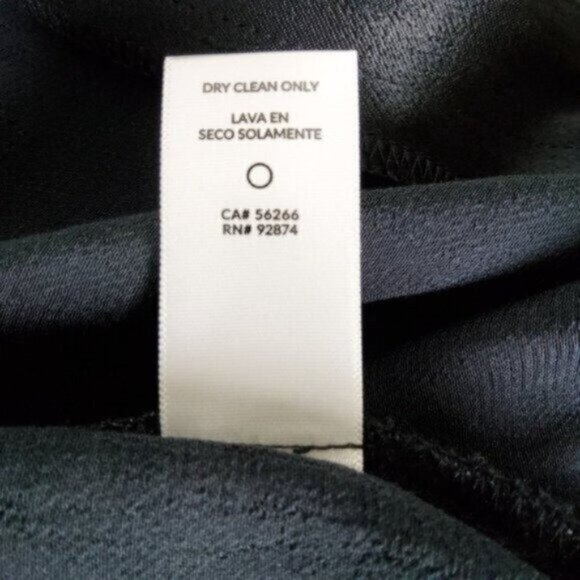 DRY CLEAN ONLY
LAVA EN
SECO SOLAMENTE
CA# 56266
RN# 92874